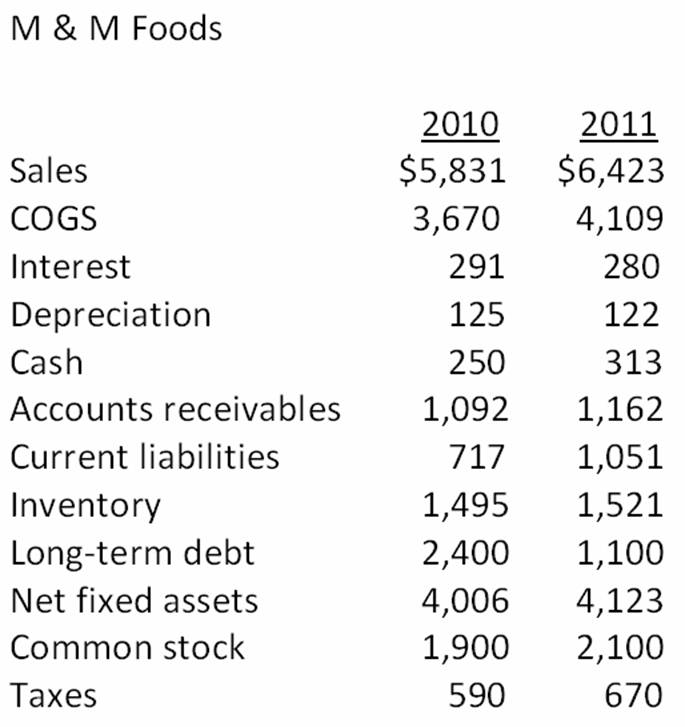 M & M Foods
2010 2011
Sales $5,831 $6,423
COGS 3,670 4,109
Interest 291 280
Depreciation 125 122
Cash 250 313
Accounts receivables 1,092 1,162
Current liabilities 717 1,051
Inventory 1,495 1,521
Long-term debt 2,400 1,100
Net fixed assets 4,006 4,123
Common stock 1,900 2,100
Taxes 590 670